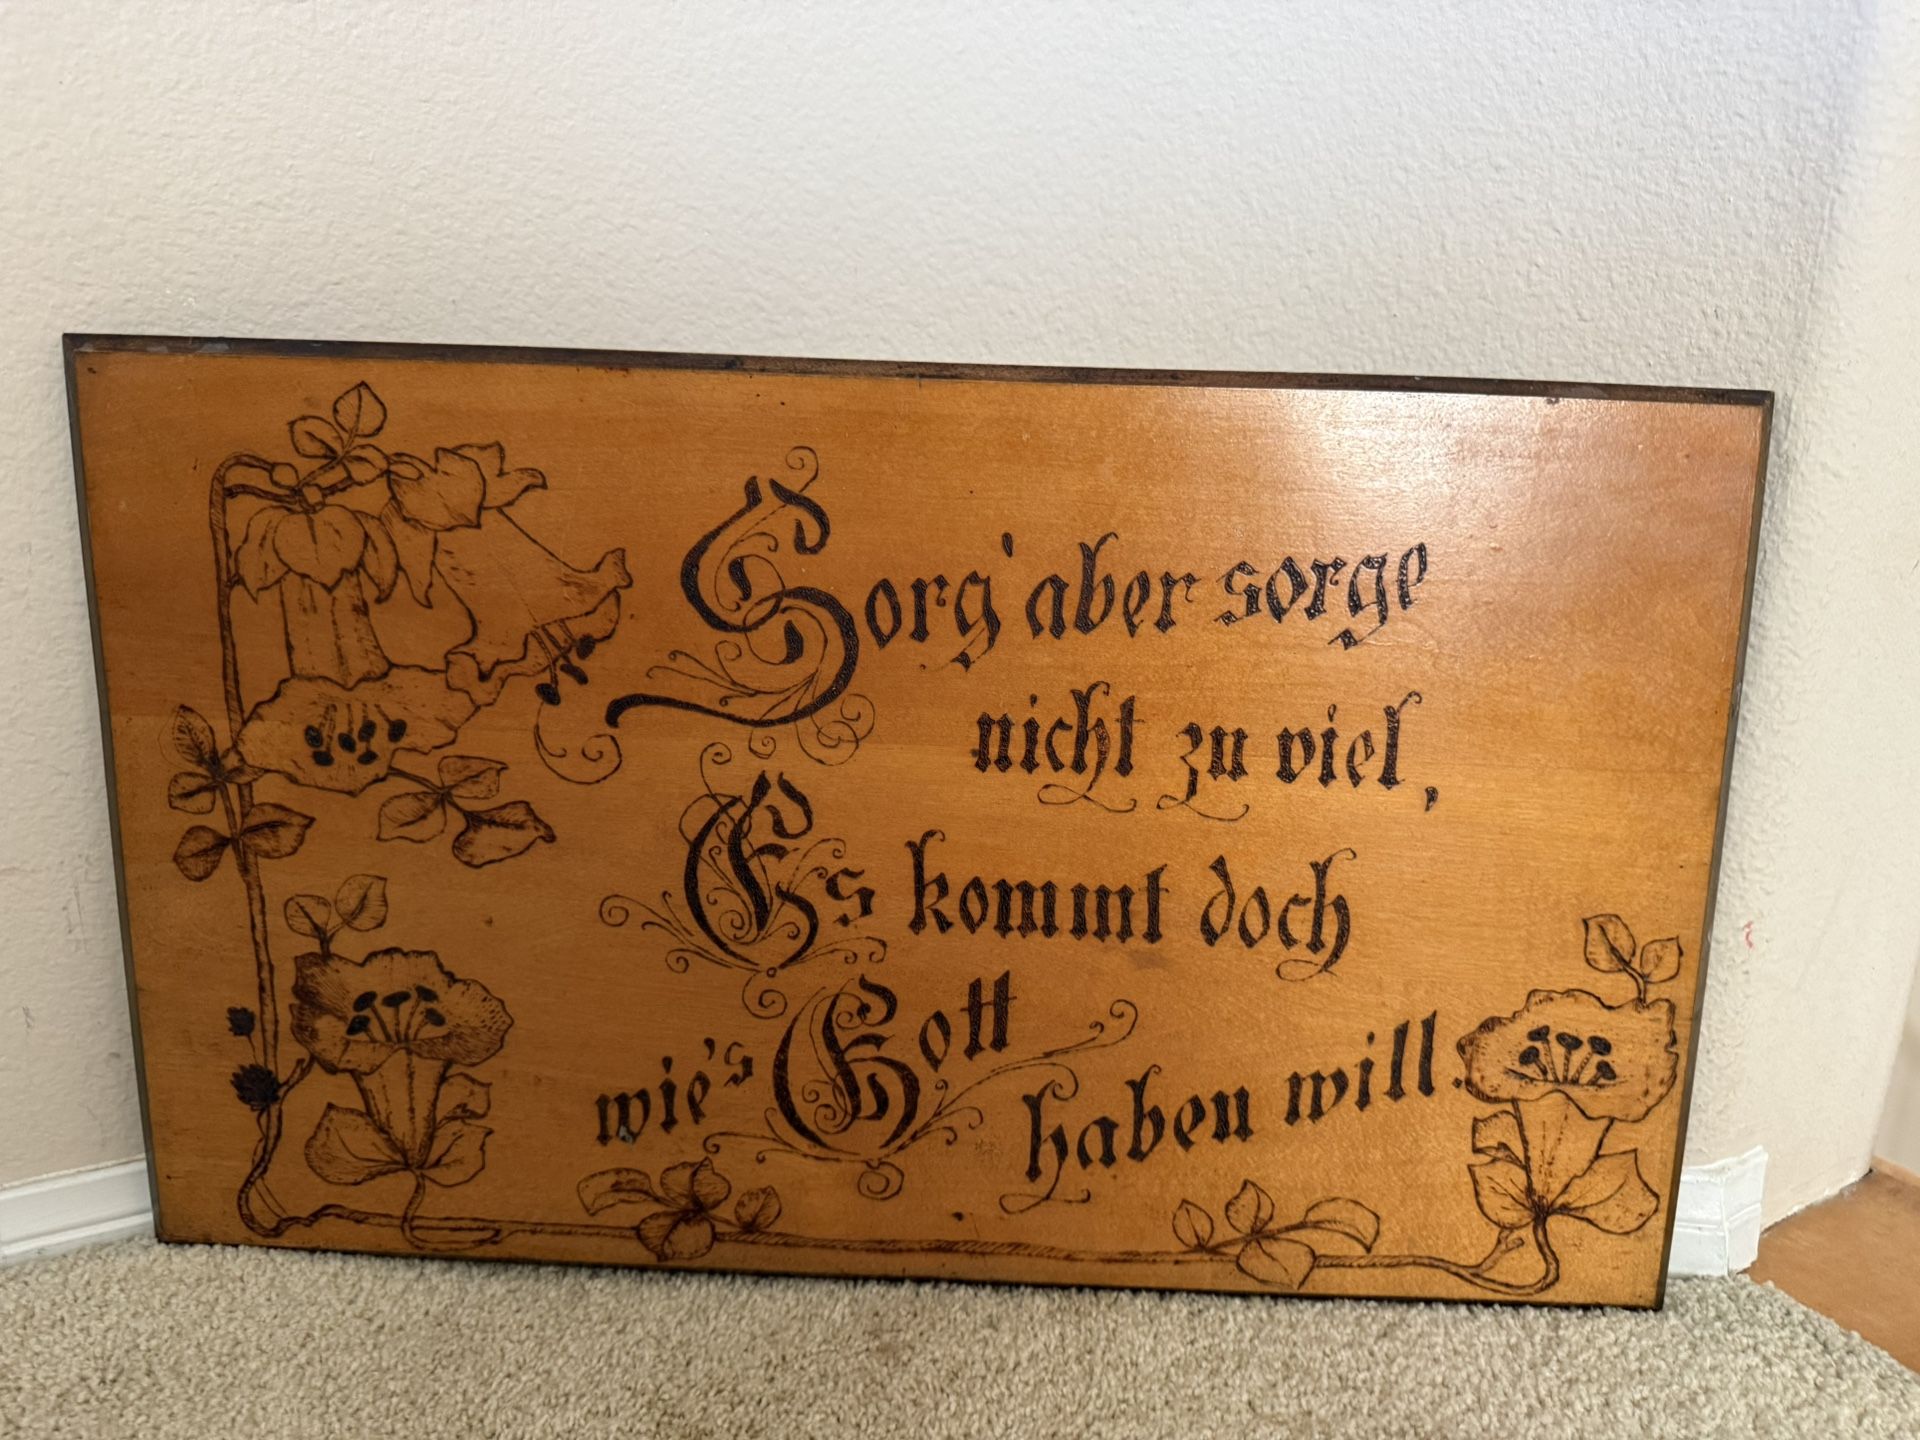 Sorg' aber sorge
nicht zu viel,
Es kommt doch
wie's Gott
haben will.